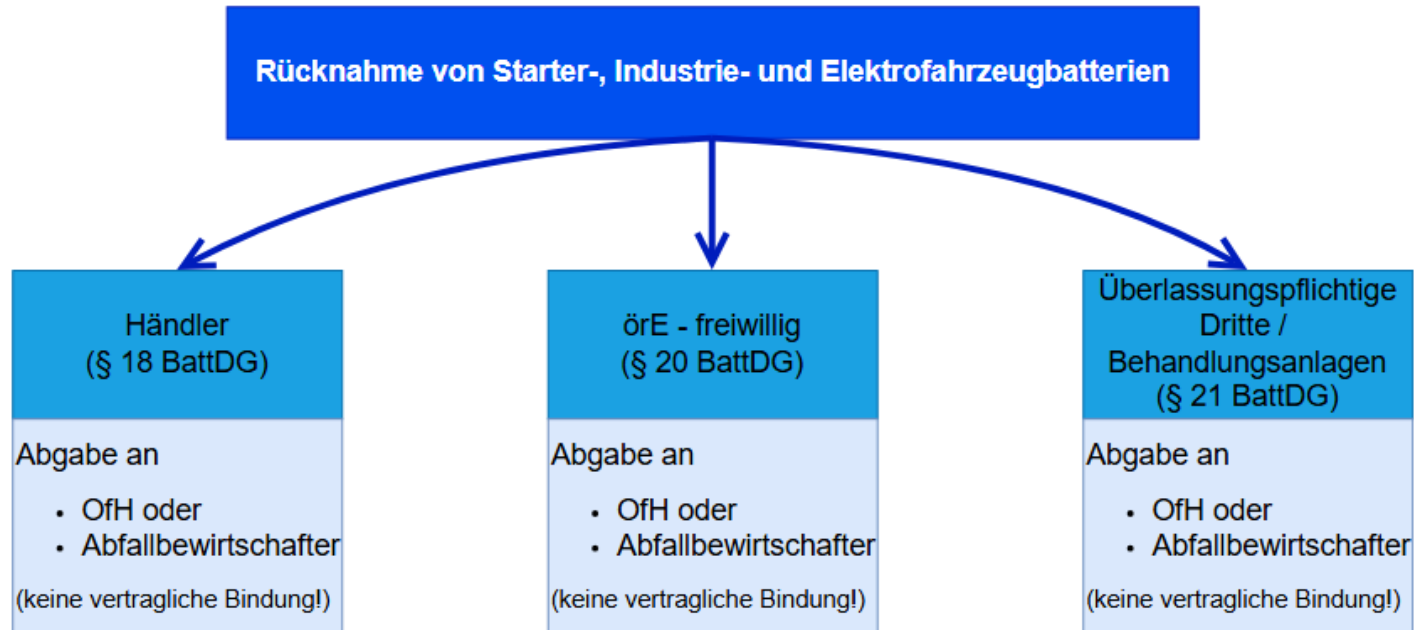 Rücknahme von Starter-, Industrie- und Elektrofahrzeugbatterien
Händler
(§ 18 BattDG)
Abgabe an
• OfH oder
• Abfallbewirtschafter
(keine vertragliche Bindung!)
örE - freiwillig
(§ 20 BattDG)
Abgabe an
• OfH oder
• Abfallbewirtschafter
(keine vertragliche Bindung!)
Überlassungspflichtige
Dritte /
Behandlungsanlagen
(§ 21 BattDG)
Abgabe an
• OfH oder
• Abfallbewirtschafter
(keine vertragliche Bindung!)